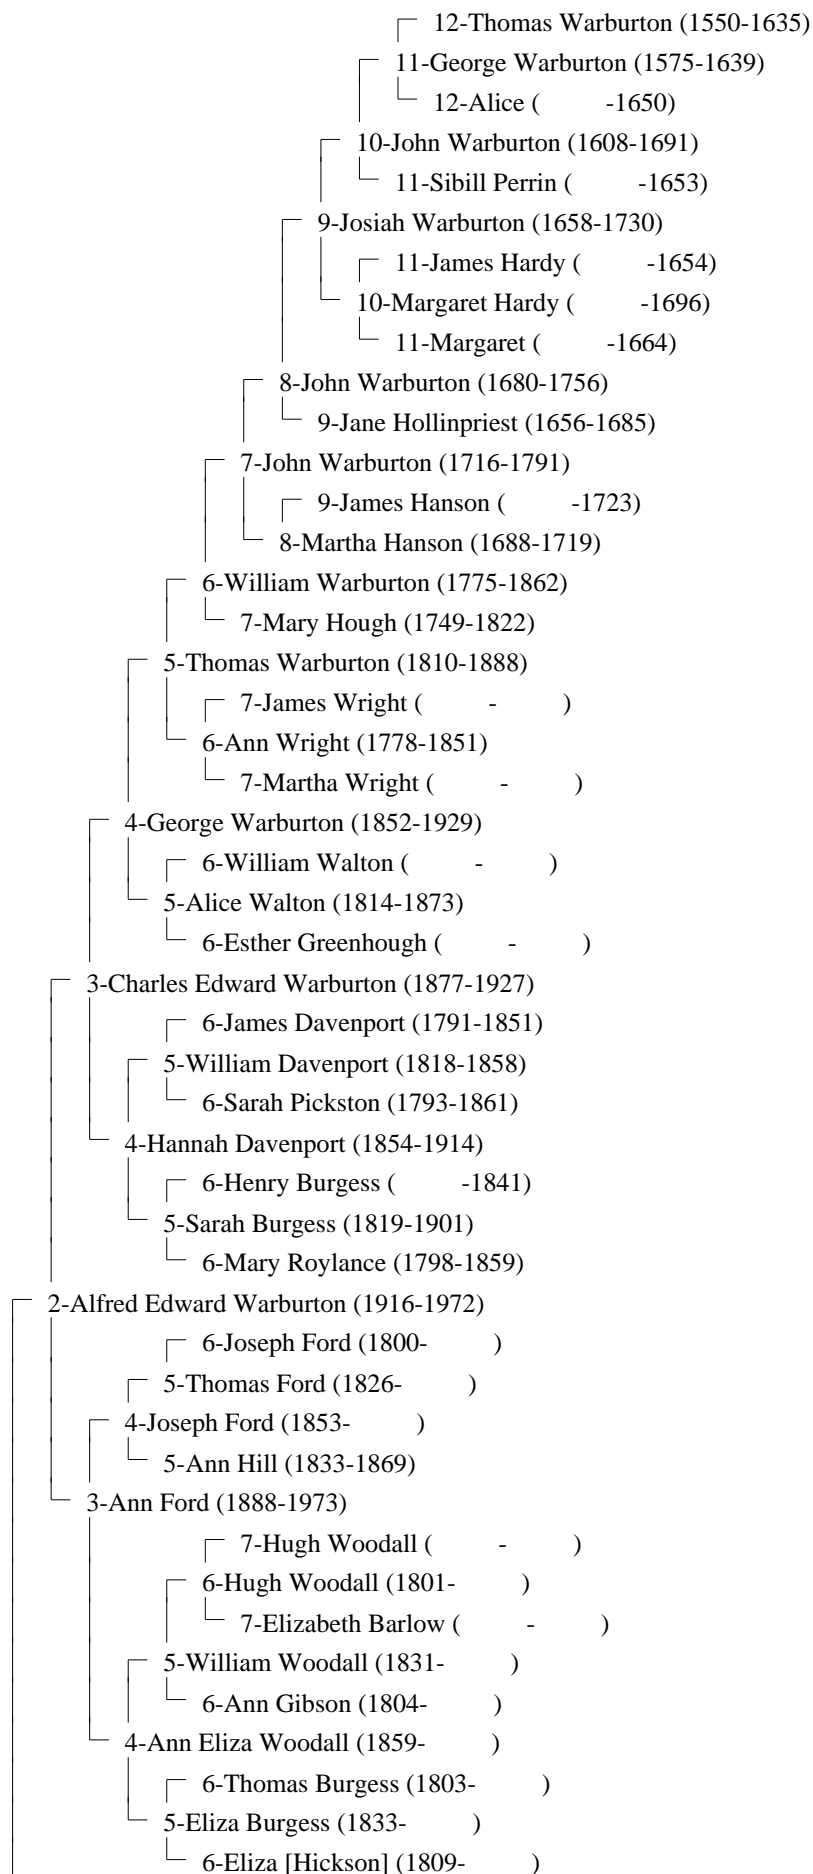 12-Thomas Warburton (1550-1635)
11-George Warburton (1575-1639)
12-Alice ( -1650)
10-John Warburton (1608-1691)
11-Sibill Perrin ( -1653)
9-Josiah Warburton (1658-1730)
11-James Hardy ( -1654)
10-Margaret Hardy ( -1696)
11-Margaret ( -1664)
8-John Warburton (1680-1756)
9-Jane Hollinpriest (1656-1685)
7-John Warburton (1716-1791)
9-James Hanson ( -1723)
8-Martha Hanson (1688-1719)
6-William Warburton (1775-1862)
7-Mary Hough (1749-1822)
5-Thomas Warburton (1810-1888)
7-James Wright ( - )
6-Ann Wright (1778-1851)
7-Martha Wright ( - )
4-George Warburton (1852-1929)
6-William Walton ( - )
5-Alice Walton (1814-1873)
6-Esther Greenhough ( - )
3-Charles Edward Warburton (1877-1927)
6-James Davenport (1791-1851)
5-William Davenport (1818-1858)
6-Sarah Pickston (1793-1861)
4-Hannah Davenport (1854-1914)
6-Henry Burgess ( -1841)
5-Sarah Burgess (1819-1901)
6-Mary Roylance (1798-1859)
2-Alfred Edward Warburton (1916-1972)
6-Joseph Ford (1800- )
5-Thomas Ford (1826- )
4-Joseph Ford (1853- )
5-Ann Hill (1833-1869)
3-Ann Ford (1888-1973)
7-Hugh Woodall ( - )
6-Hugh Woodall (1801- )
7-Elizabeth Barlow ( - )
5-William Woodall (1831- )
6-Ann Gibson (1804- )
4-Ann Eliza Woodall (1859- )
6-Thomas Burgess (1803- )
5-Eliza Burgess (1833- )
6-Eliza [Hickson] (1809- )